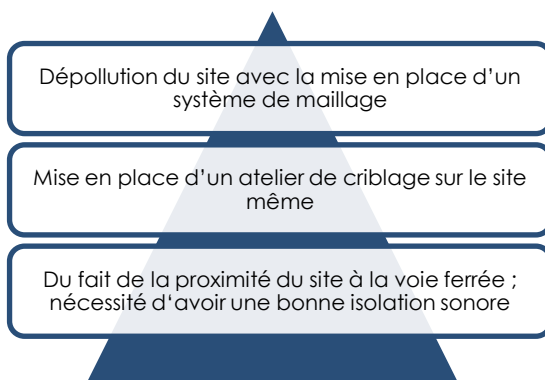 Dépollution du site avec la mise en place d’un
système de maillage
Mise en place d’un atelier de criblage sur le site
même
Du fait de la proximité du site à la voie ferrée ;
nécessité d‘avoir une bonne isolation sonore